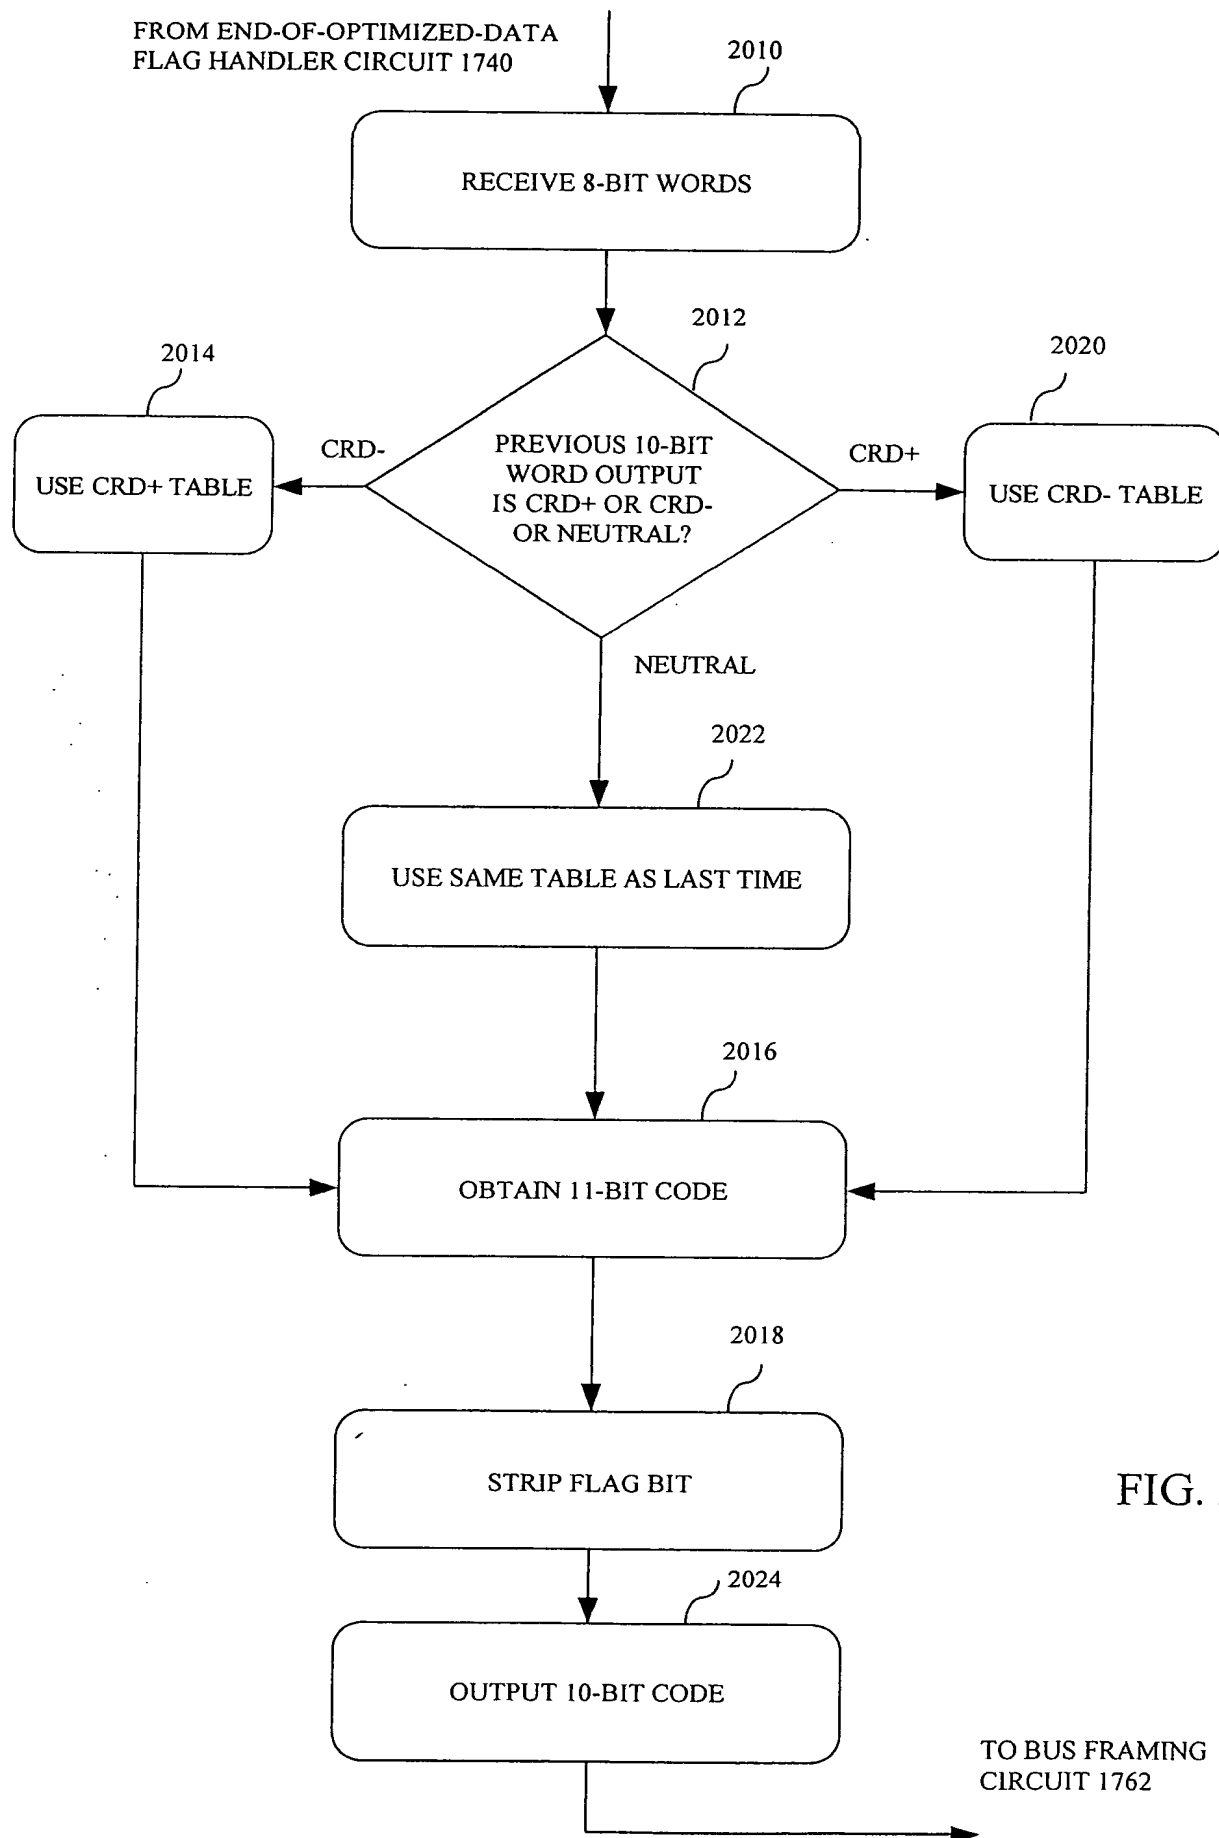 FROM END-OF-OPTIMIZED-DATA
FLAG HANDLER CIRCUIT 1740
2010
RECEIVE 8-BIT WORDS
2012
2014
2020
CRD-
PREVIOUS 10-BIT
WORD OUTPUT
IS CRD+ OR CRD-
OR NEUTRAL?
CRD+
USE CRD+ TABLE
USE CRD- TABLE
NEUTRAL
2022
USE SAME TABLE AS LAST TIME
2016
OBTAIN 11-BIT CODE
2018
STRIP FLAG BIT
FIG.
2024
OUTPUT 10-BIT CODE
TO BUS FRAMING
CIRCUIT 1762